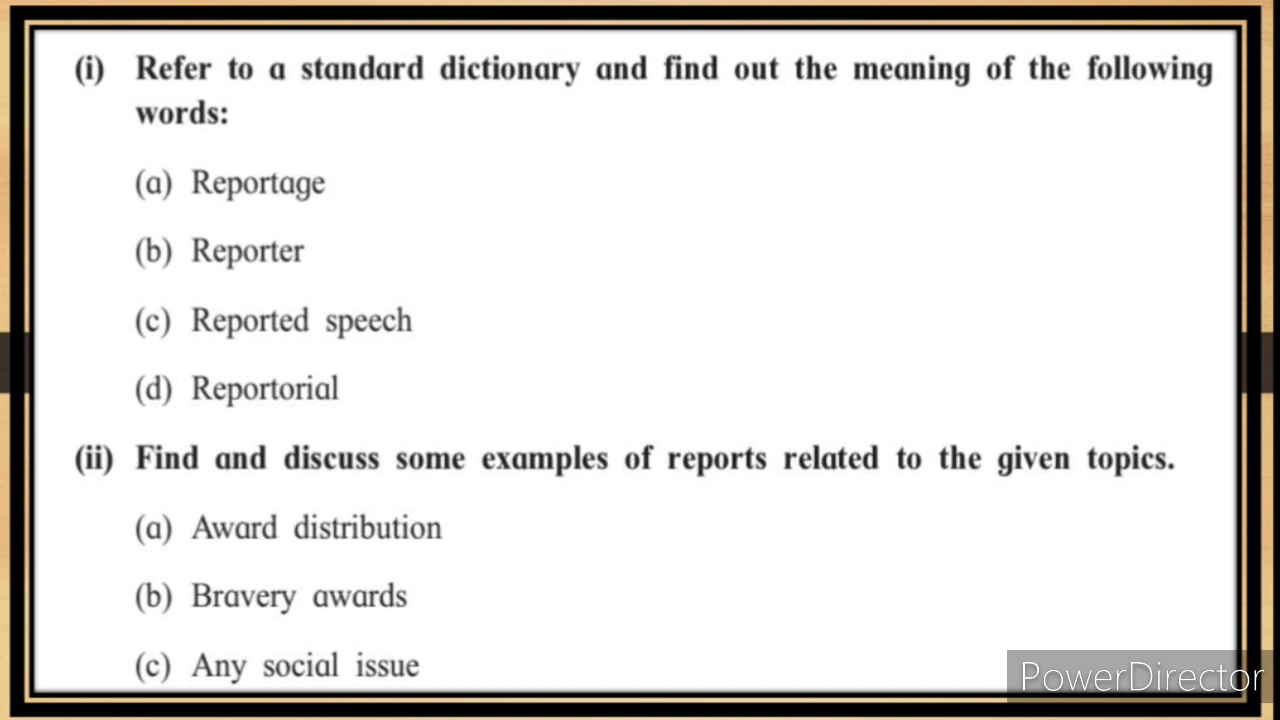 (i) Refer to a standard dictionary and find out the meaning of the following
words:
(a) Reportage
(b) Reporter
(c) Reported speech
(d) Reportorial
(ii) Find and discuss some examples of reports related to the given topics.
(a) Award distribution
(b) Bravery awards
(c) Any social issue
PowerDirector